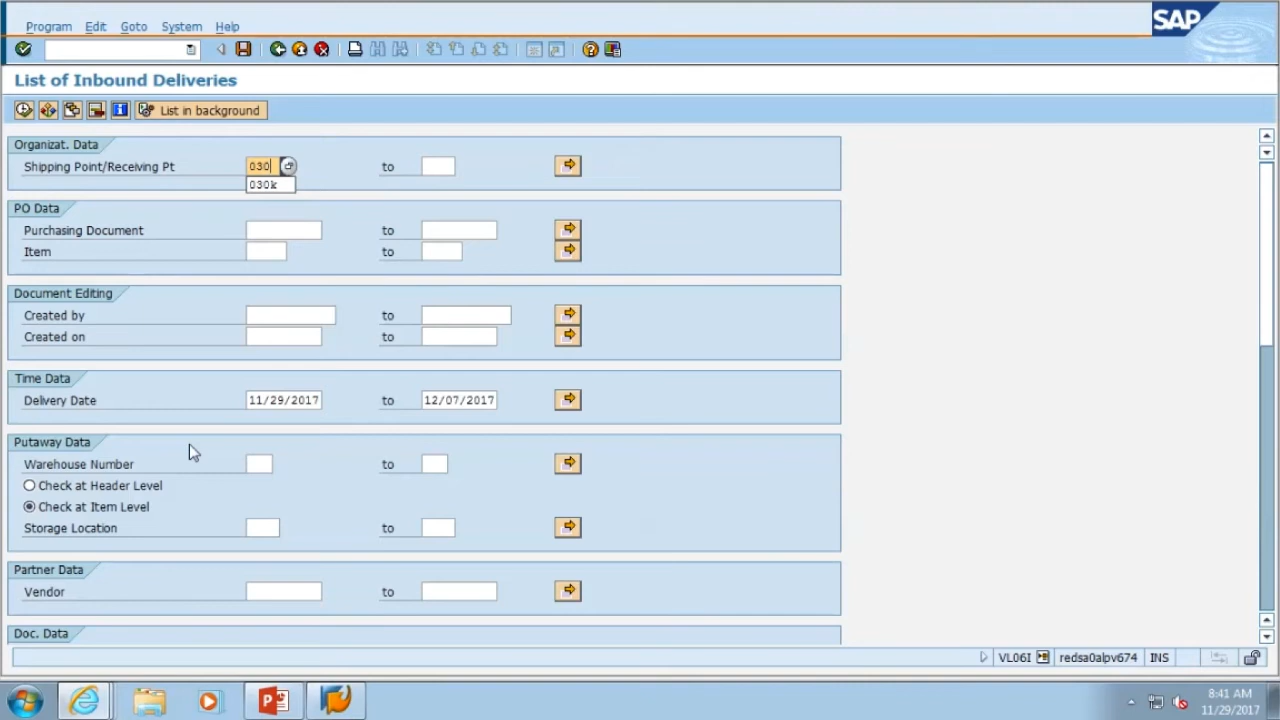 Program Edit Goto System Help
SAP
List of Inbound Deliveries
List in background
Organizat. Data
Shipping Point/Receiving Pt 030 to
030k
PO Data
Purchasing Document to
Item to
Document Editing
Created by to
Created on to
Time Data
Delivery Date 11/29/2017 to 12/07/2017
Putaway Data
Warehouse Number to
Check at Header Level
Check at Item Level
Storage Location to
Partner Data
Vendor to
Doc. Data
VL06I redsa0alpv674 INS
8:41 AM
11/29/2017